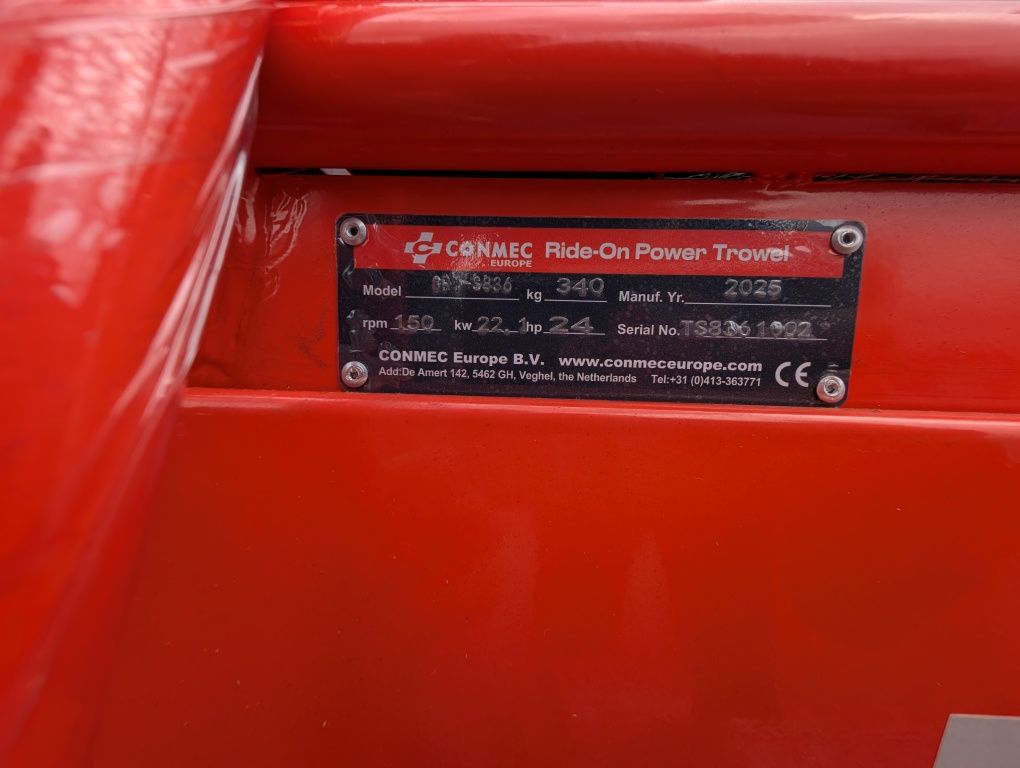 CONMEC EUROPE Ride-On Power Trowel
Model kg 340 Manuf. Yr. 2025
rpm 150 kw 22.1 hp 24 Serial No. TS8361002
CONMEC Europe B.V. www.conmeceurope.com
Add:De Amert 142, 5462 GH, Veghel, the Netherlands Tel:+31 (0)413-363771 CE